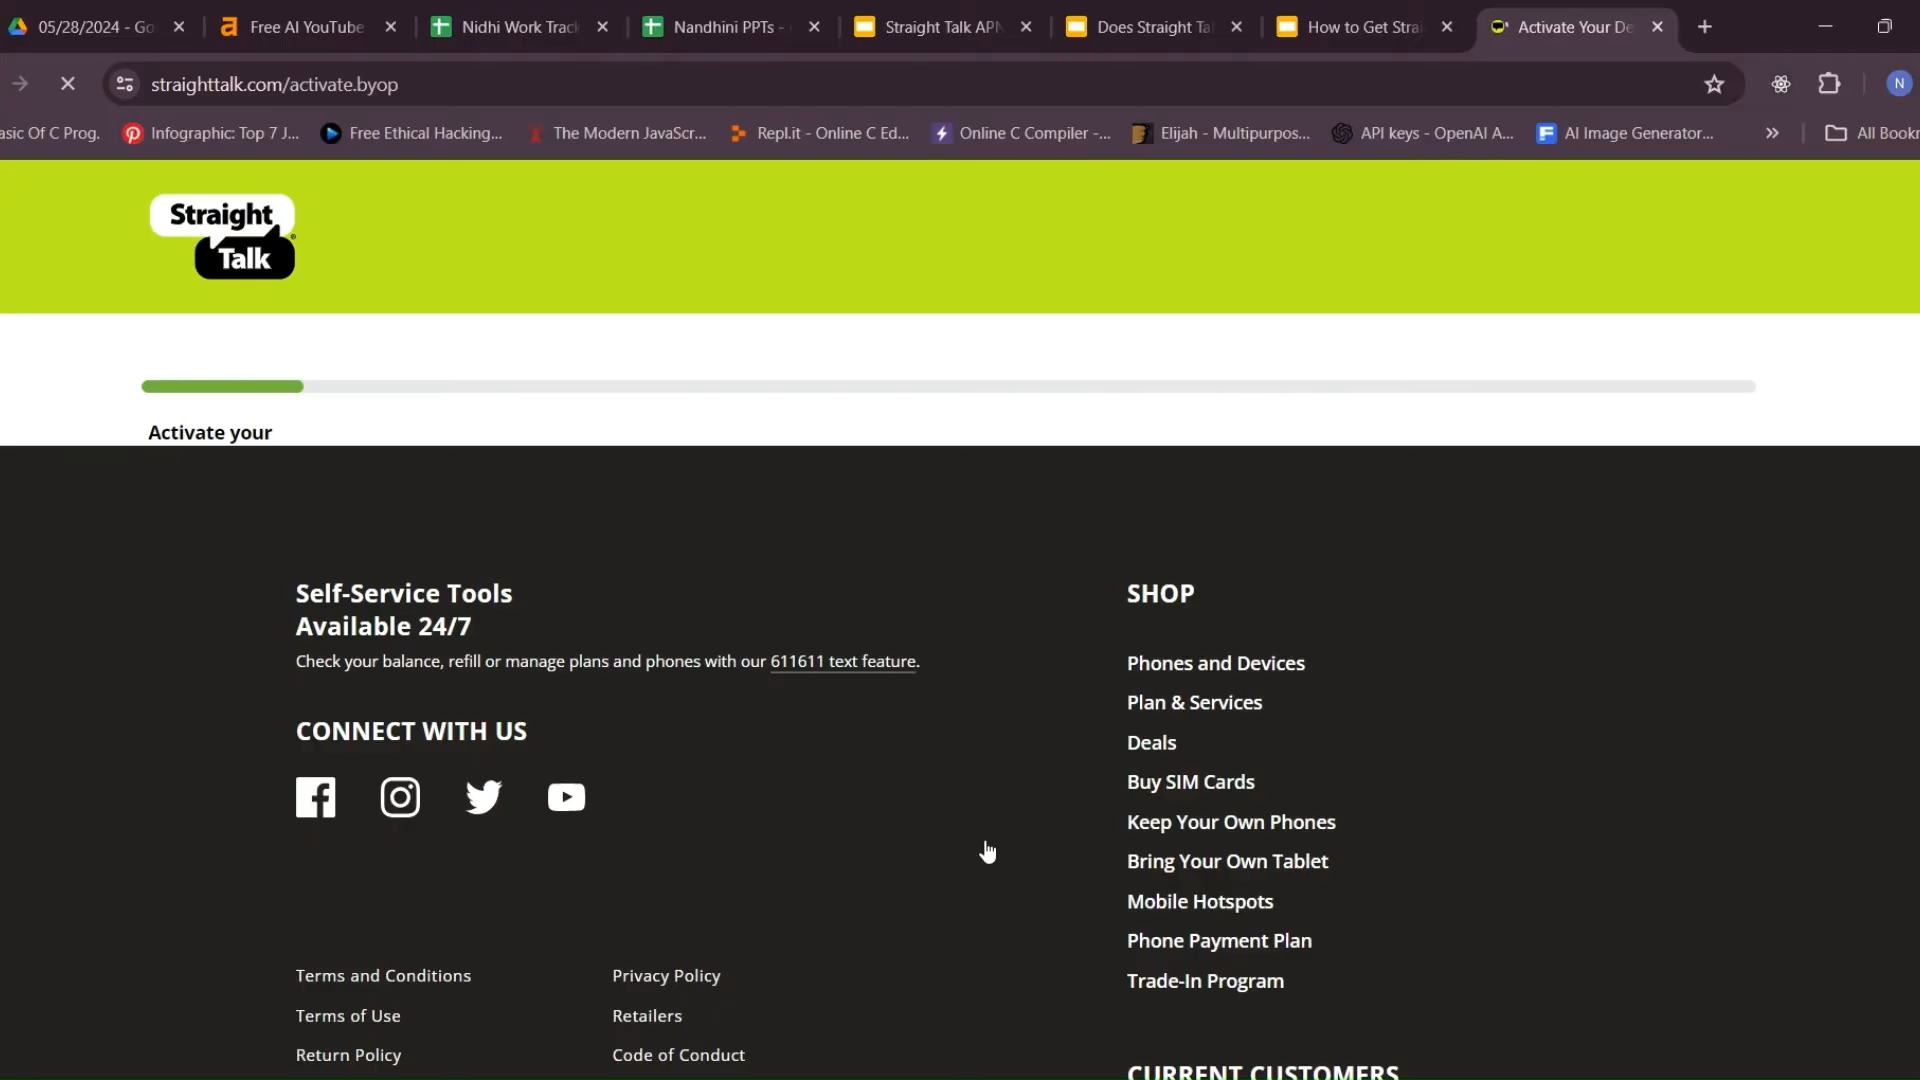 05/28/2024 - Go
Free AI YouTube
Nidhi Work Track
Nandhini PPTs -
Straight Talk APN
Does Straight Ta
How to Get Strai
Activate Your De
straighttalk.com/activate.byop
N
asic Of C Prog.
Infographic: Top 7 J...
Free Ethical Hacking...
The Modern JavaScr...
Repl.it - Online C Ed...
Online C Compiler -...
Elijah - Multipurpos...
API keys - OpenAI A...
AI Image Generator...
All Bookr
Straight
Talk
Activate your
Self-Service Tools
Available 24/7
Check your balance, refill or manage plans and phones with our 611611 text feature.
CONNECT WITH US
Terms and Conditions
Privacy Policy
Terms of Use
Retailers
Return Policy
Code of Conduct
SHOP
Phones and Devices
Plan & Services
Deals
Buy SIM Cards
Keep Your Own Phones
Bring Your Own Tablet
Mobile Hotspots
Phone Payment Plan
Trade-In Program
CURRENT CUSTOMERS